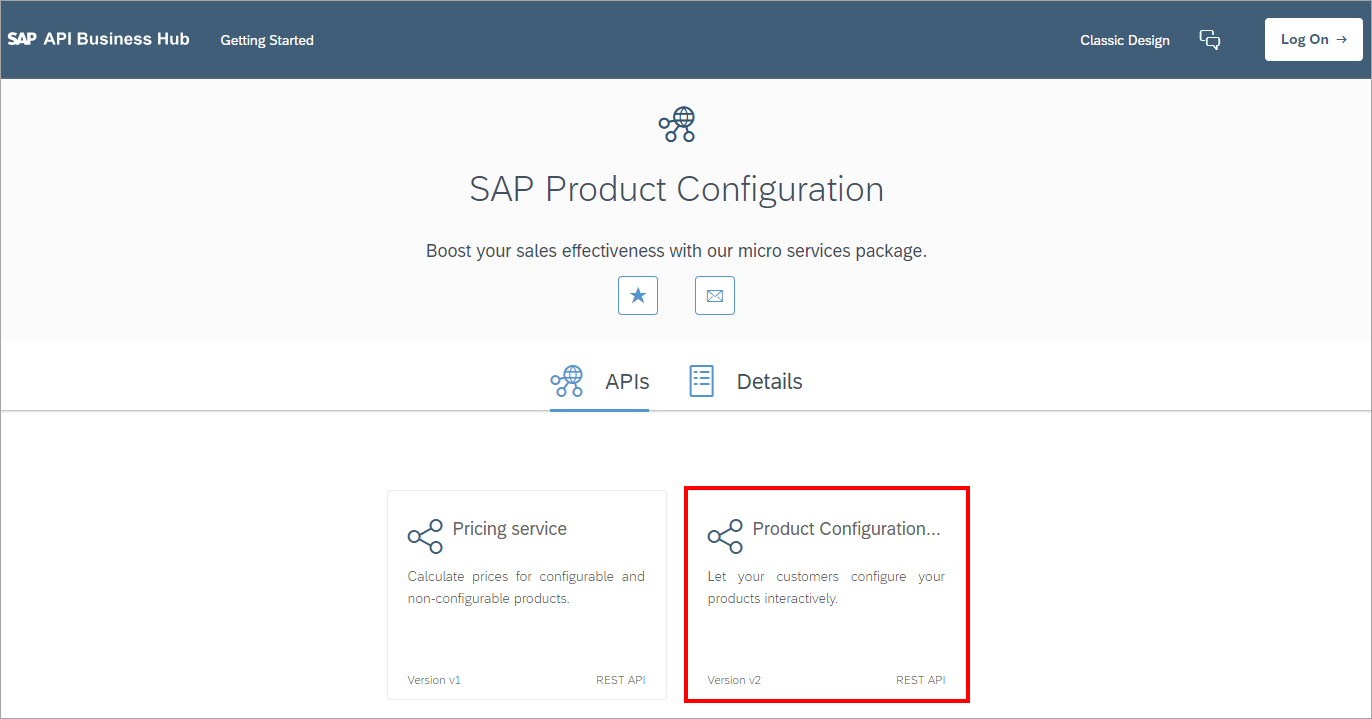 SAP API Business Hub Getting Started Classic Design Log On →
SAP Product Configuration
Boost your sales effectiveness with our micro services package.
APIs Details
Pricing service
Calculate prices for configurable and
non-configurable products.
Version v1 REST API
Product Configuration...
Let your customers configure your
products interactively.
Version v2 REST API